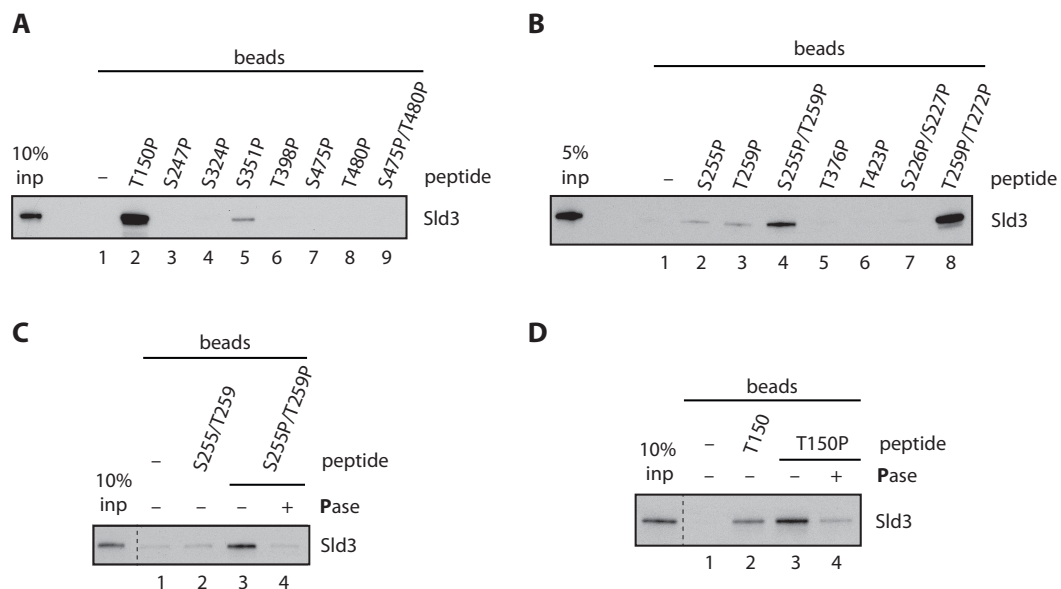 A
beads
10%
inp
–
T150P
S247P
S324P
S351P
T398P
S475P
T480P
S475P/T480P
peptide
Sld3
1 2 3 4 5 6 7 8 9
B
beads
5%
inp
–
S255P
T259P
S255P/T259P
T376P
T423P
S226P/S227P
T259P/T272P
peptide
Sld3
1 2 3 4 5 6 7 8
C
beads
10%
inp
–
S255/T259
S255P/T259P
peptide
– – – + Pase
Sld3
1 2 3 4
D
beads
10%
inp
–
T150
T150P
peptide
– – – + Pase
Sld3
1 2 3 4